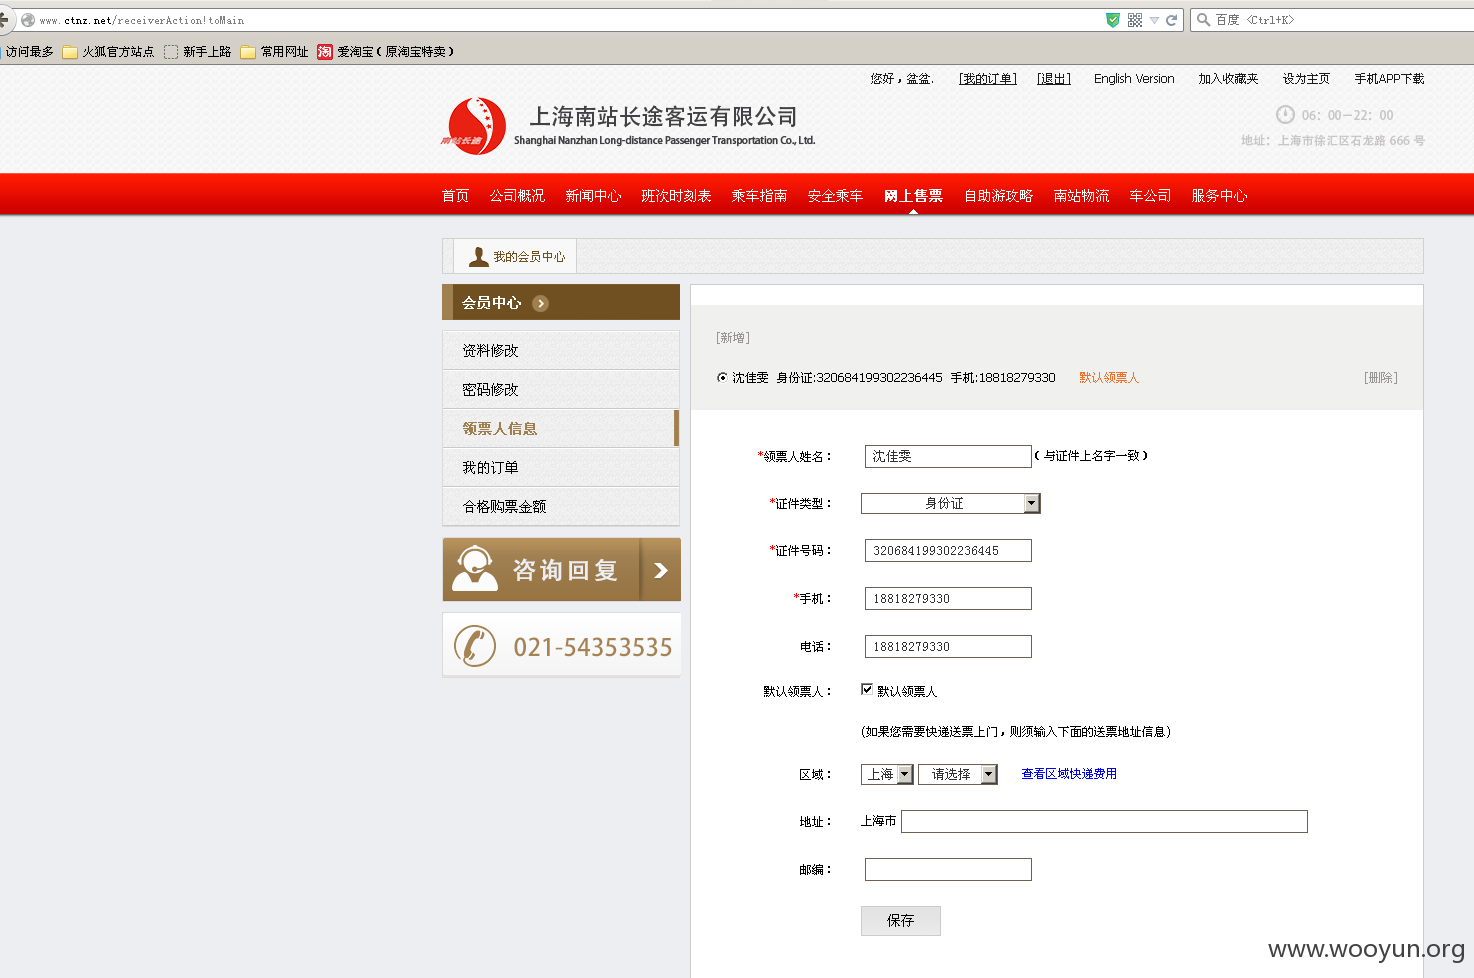 www.ctnz.net/receiverAction!toMain
百度 <Ctrl+K>
访问最多 火狐官方站点 新手上路 常用网址 淘 爱淘宝（原淘宝特卖）
您好，盆盆. [我的订单] [退出] English Version 加入收藏夹 设为主页 手机APP下载
南站长途
上海南站长途客运有限公司
Shanghai Nanzhan Long-distance Passenger Transportation Co., Ltd.
06：00—22：00
地址：上海市徐汇区石龙路 666 号
首页 公司概况 新闻中心 班次时刻表 乘车指南 安全乘车 网上售票 自助游攻略 南站物流 车公司 服务中心
我的会员中心
会员中心
资料修改
密码修改
领票人信息
我的订单
合格购票金额
咨询回复
021-54353535
[新增]
沈佳雯 身份证:320684199302236445 手机:18818279330 默认领票人 [删除]
*领票人姓名： 沈佳雯 （与证件上名字一致）
*证件类型： 身份证
*证件号码： 320684199302236445
*手机： 18818279330
电话： 18818279330
默认领票人： 默认领票人
(如果您需要快递送票上门，则须输入下面的送票地址信息)
区域： 上海 请选择 查看区域快递费用
地址： 上海市
邮编：
保存
www.wooyun.org